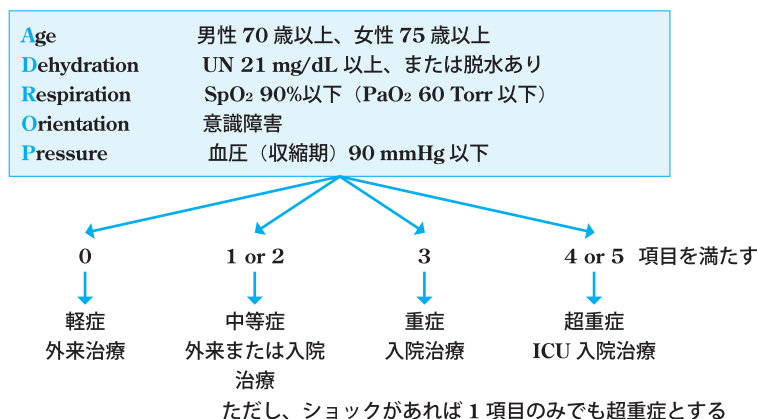 Age 男性 70 歳以上、女性 75 歳以上
Dehydration UN 21 mg/dL 以上、または脱水あり
Respiration SpO₂ 90%以下（PaO₂ 60 Torr 以下）
Orientation 意識障害
Pressure 血圧（収縮期）90 mmHg 以下
0 1 or 2 3 4 or 5 項目を満たす
軽症 中等症 重症 超重症
外来治療 外来または入院 入院治療 ICU 入院治療
治療
ただし、ショックがあれば 1 項目のみでも超重症とする